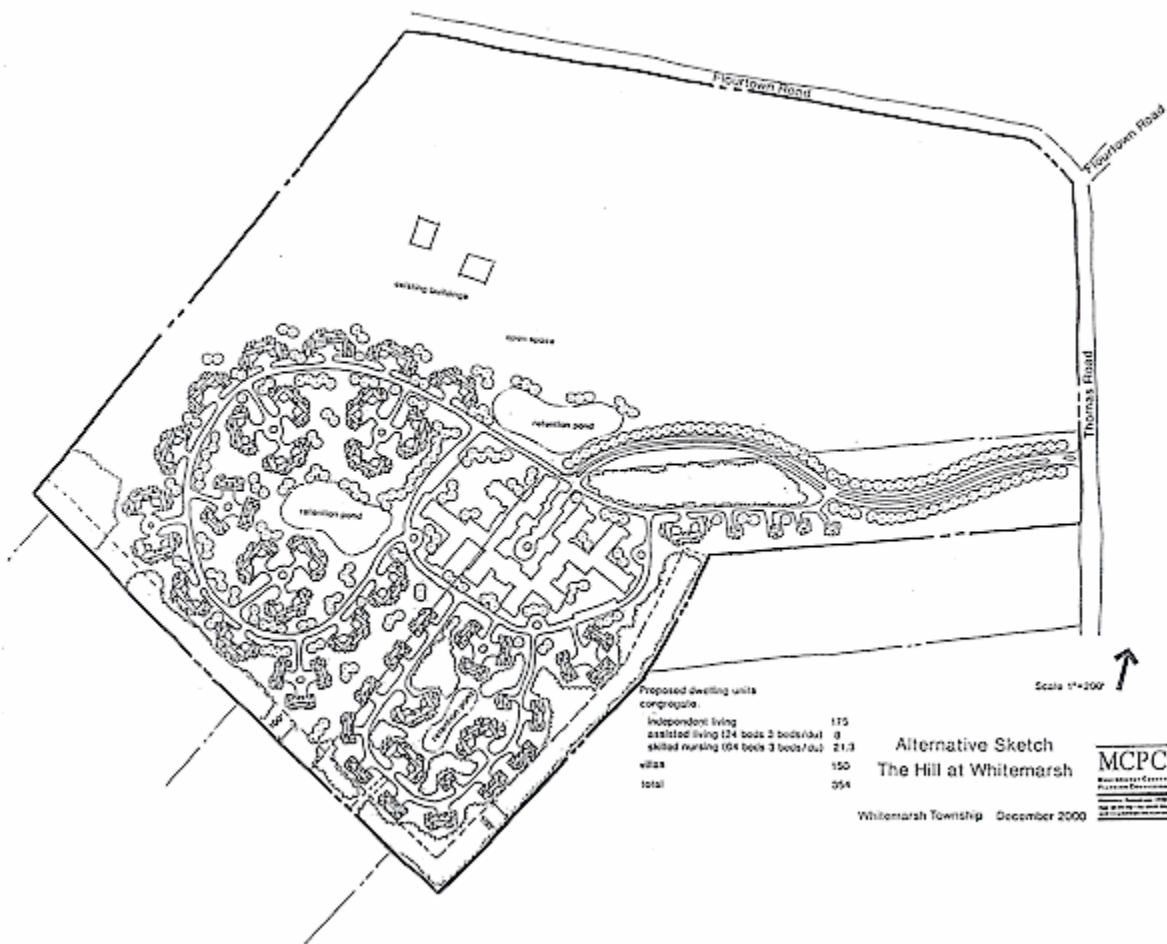 Flourtown Road
Flourtown Road
existing buildings
open space
Thomas Road
retention pond
retention pond
retention pond
Proposed dwelling units
congregate:
independent living 175
assisted living (24 beds 3 beds/du) 8
skilled nursing (64 beds 3 beds/du) 21.3
villas 150
total 354
Scale 1"=200'
Alternative Sketch
The Hill at Whitemarsh
Whitemarsh Township December 2000
MCPC